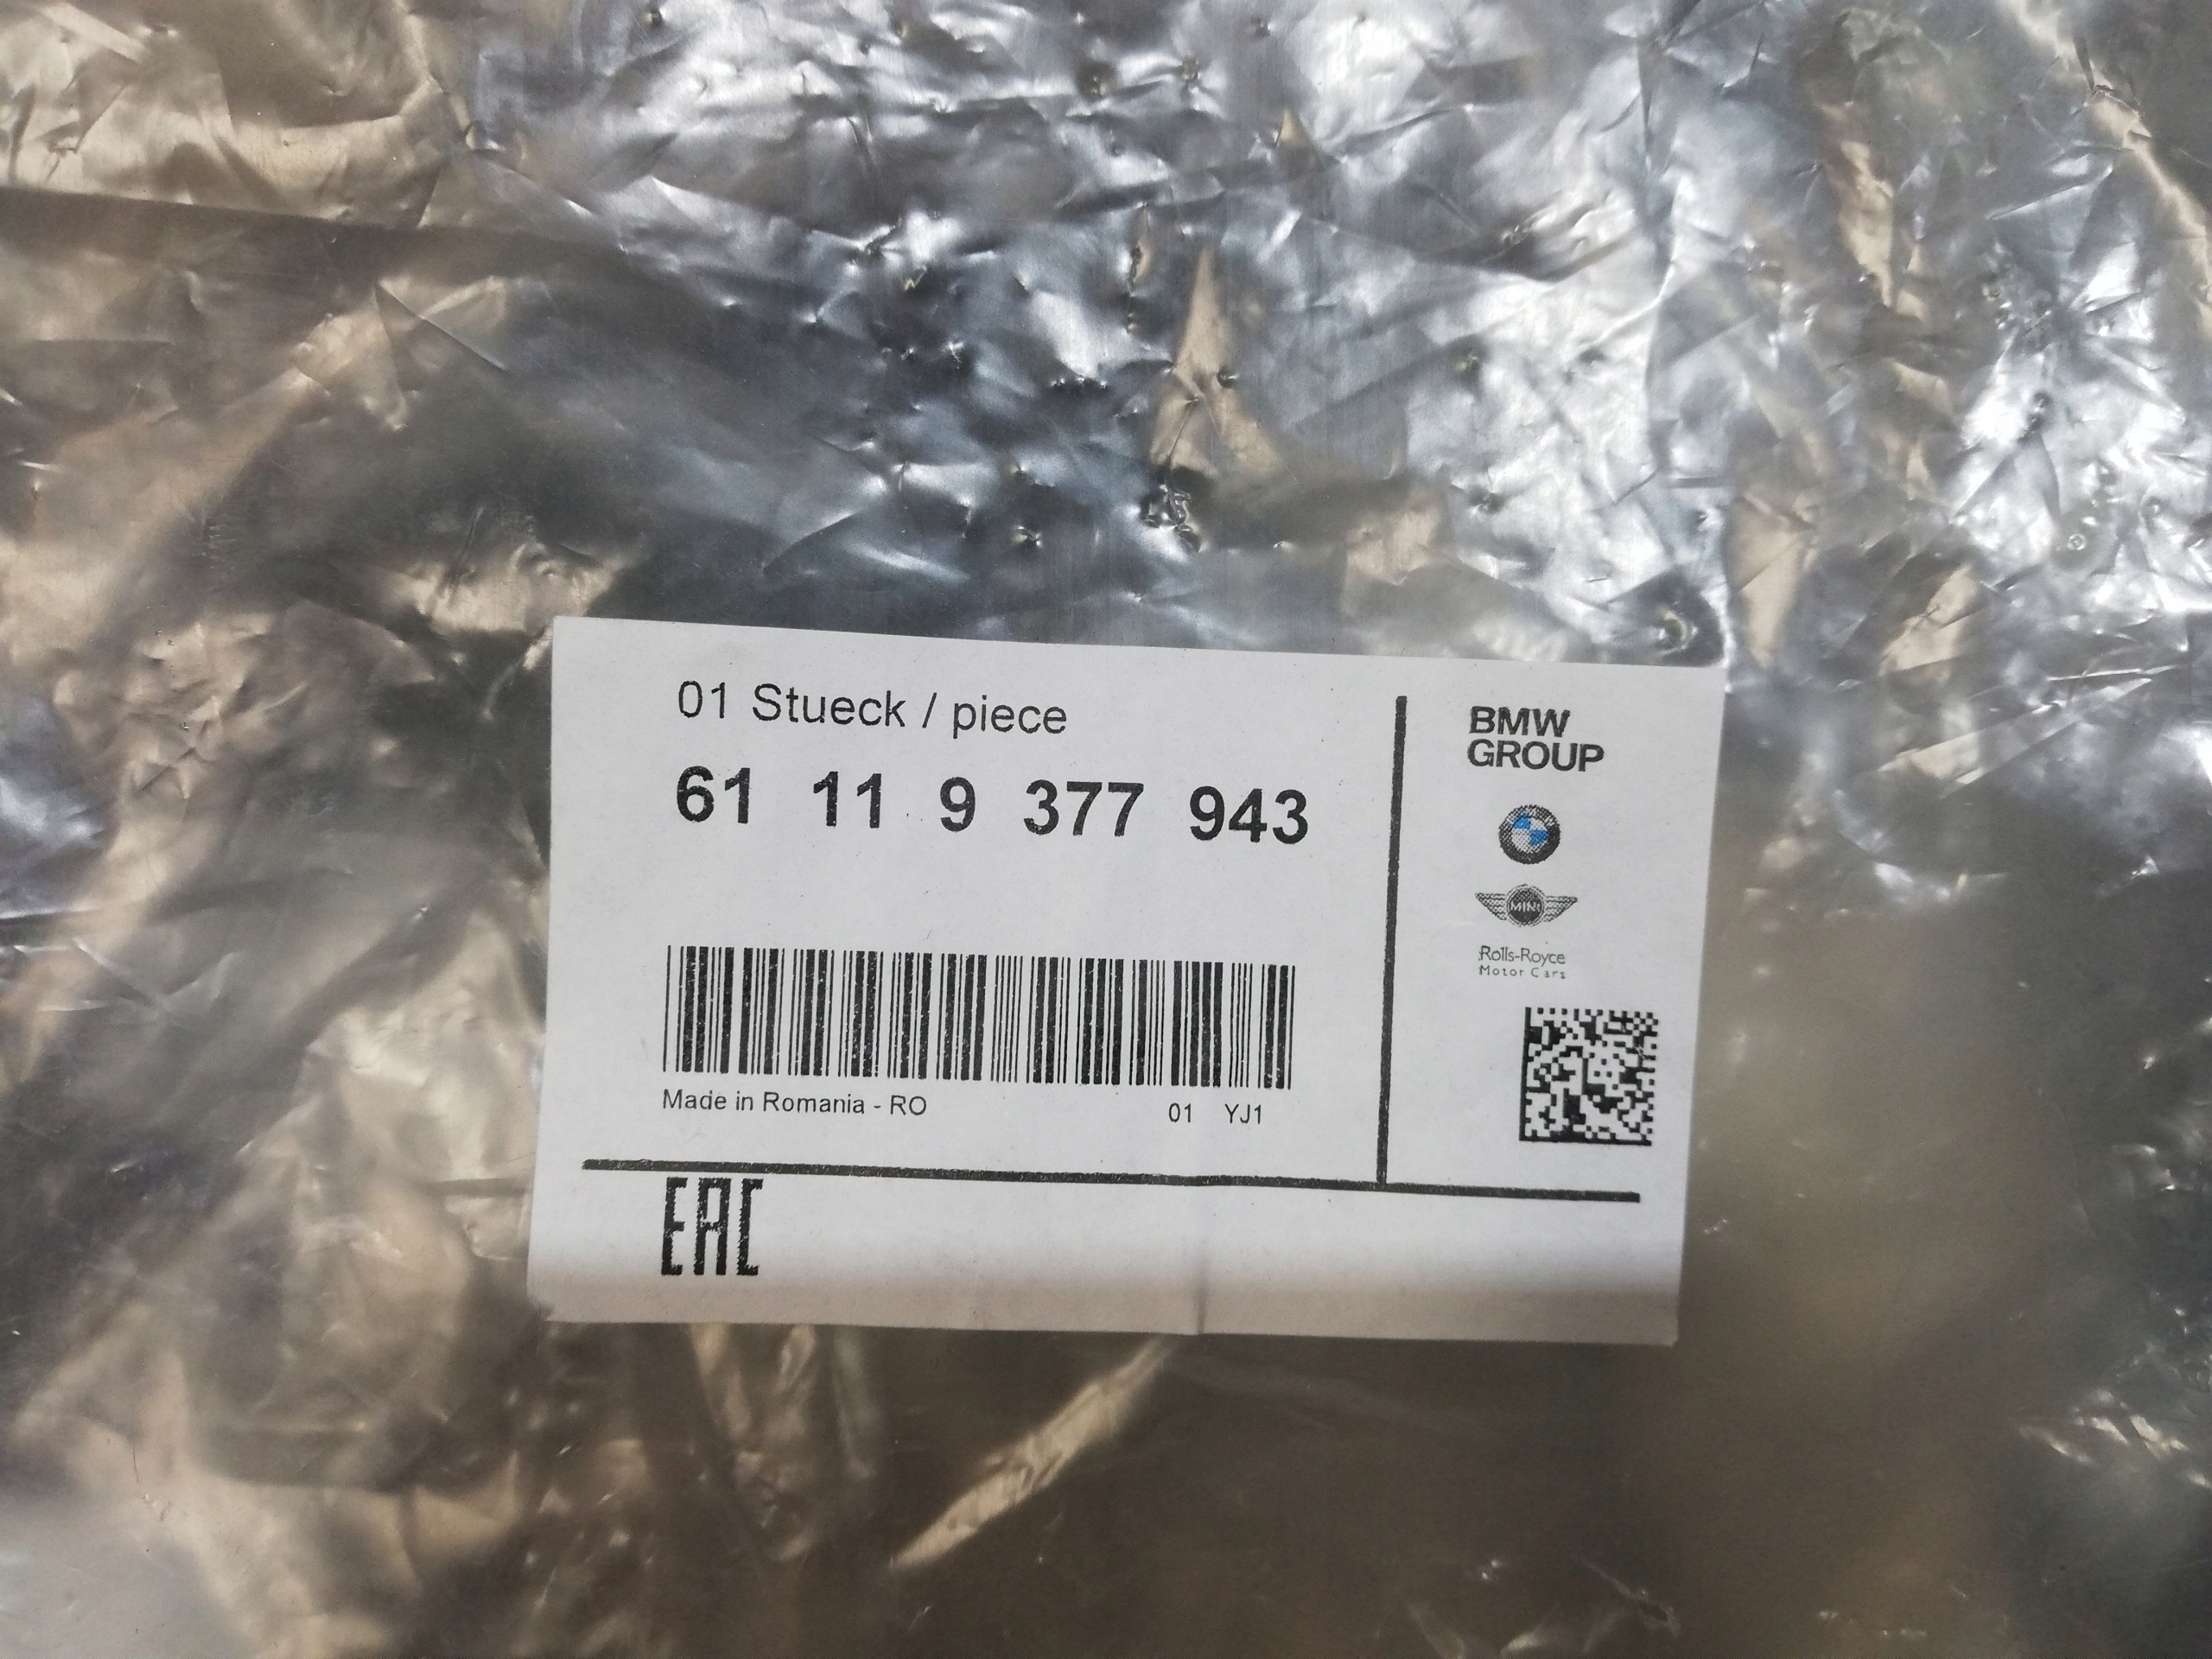 01 Stueck / piece
61 11 9 377 943
Made in Romania - RO
01 YJ1
EAC
BMW
GROUP
MINI
Rolls-Royce
Motor Cars